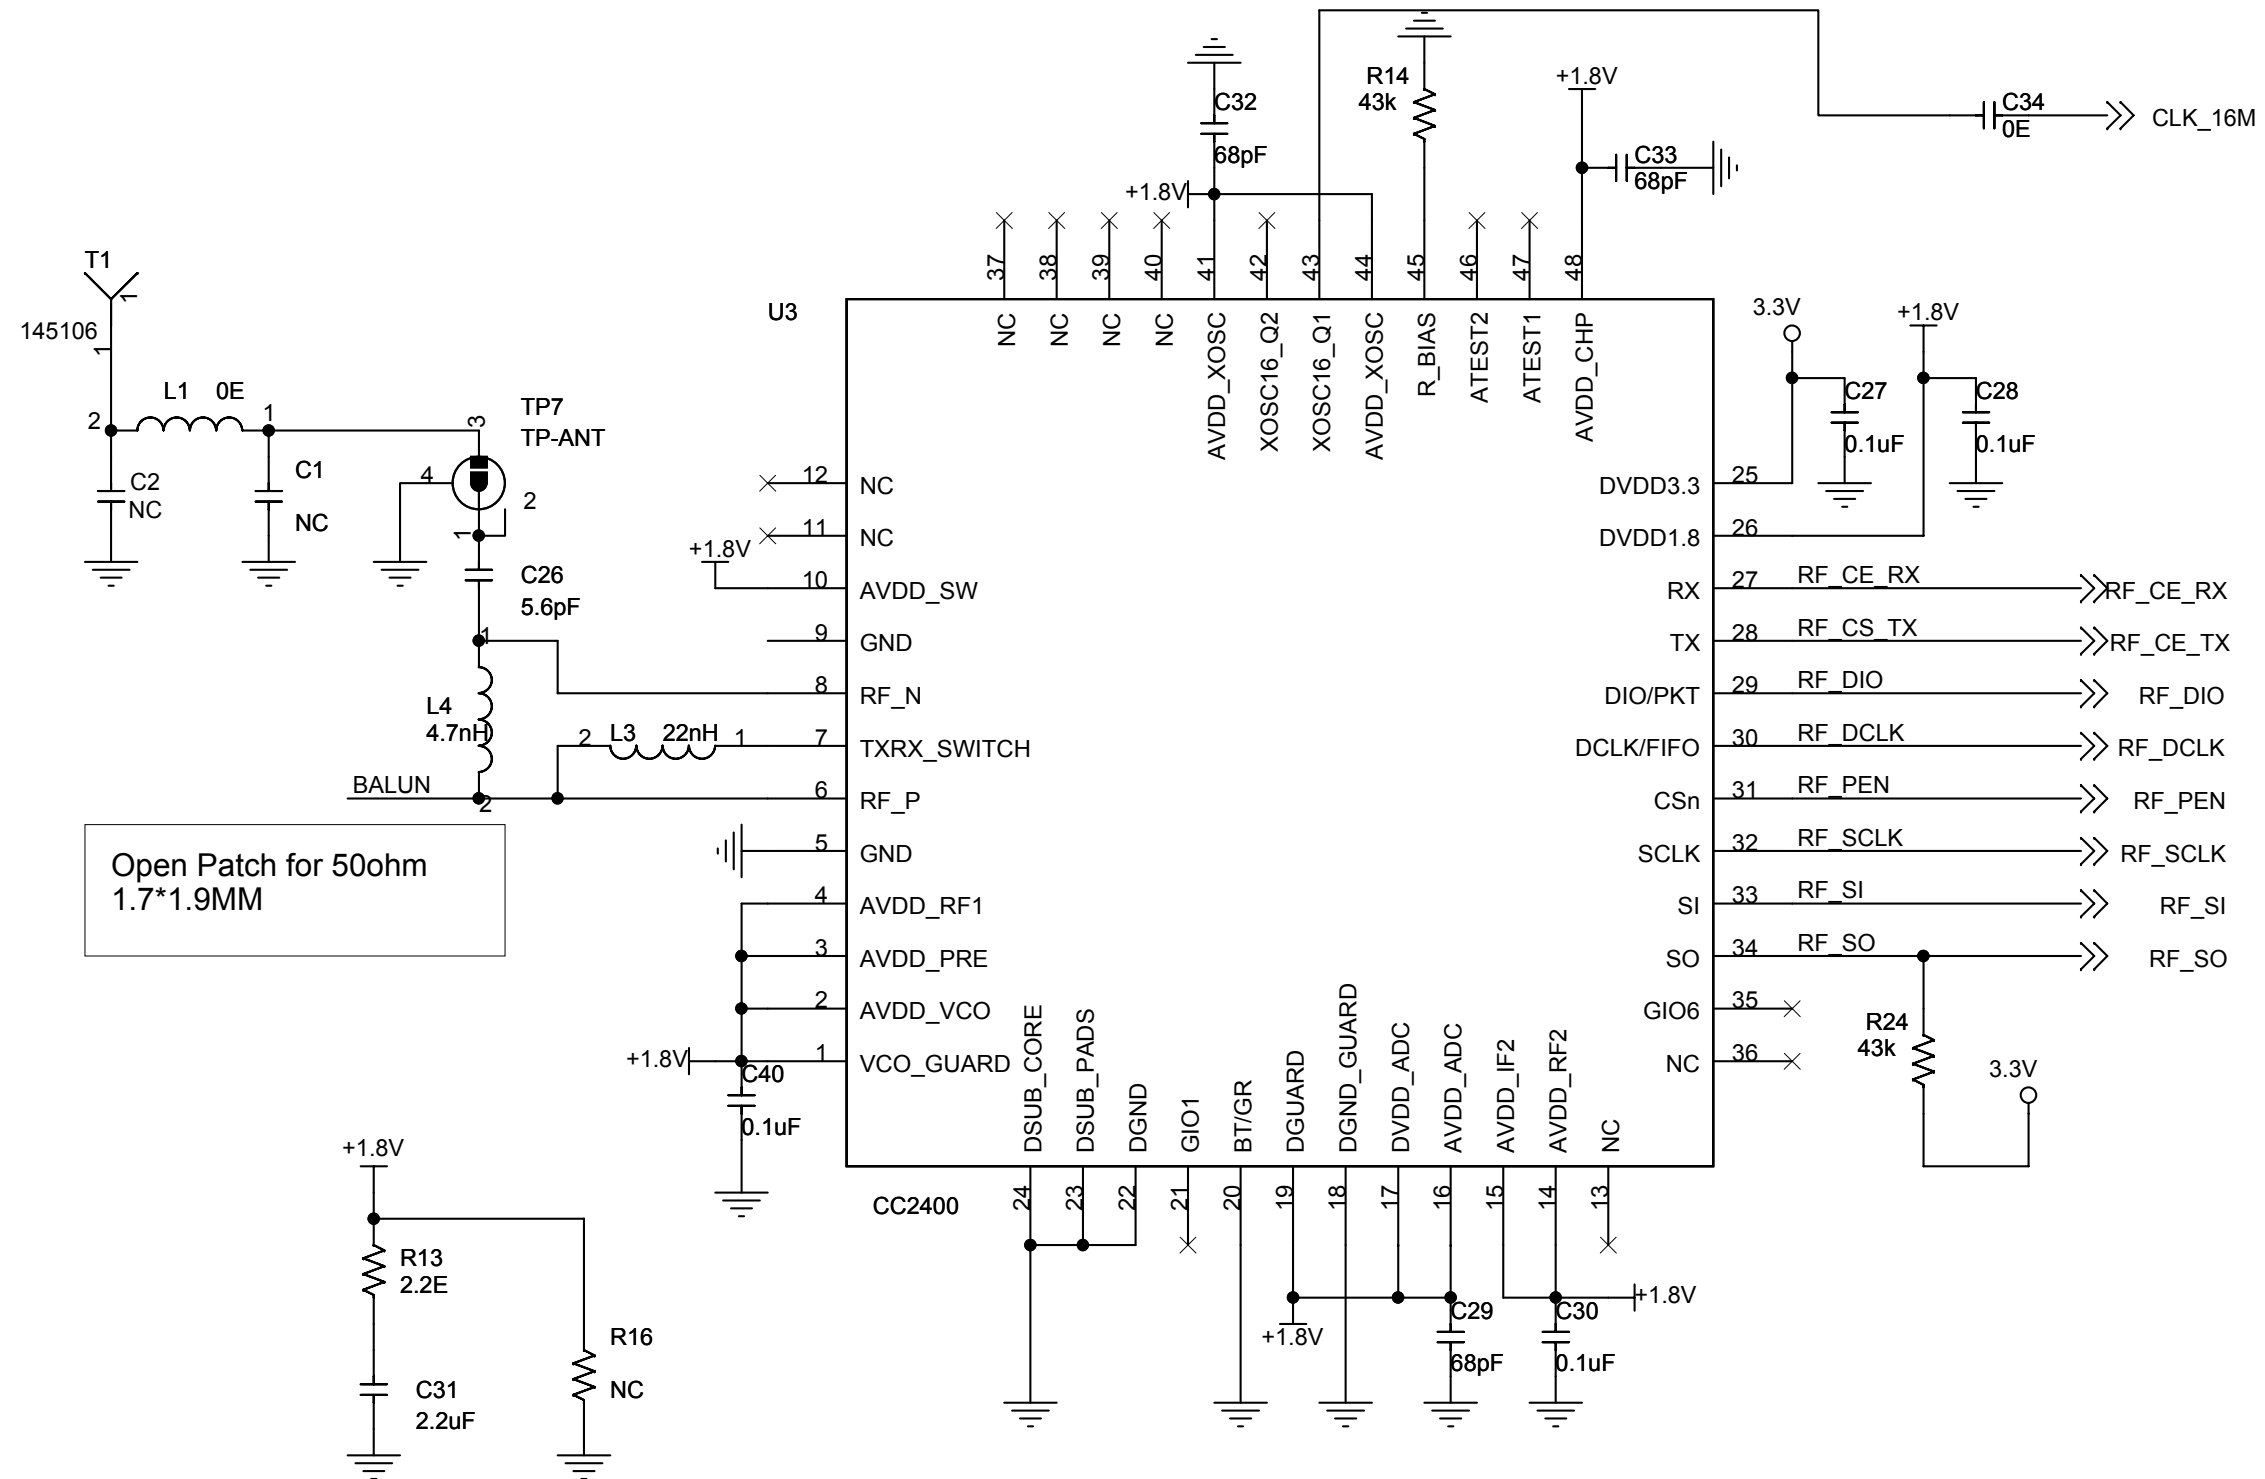 R14
43k
C32
68pF
+1.8V
+1.8V
C33
68pF
C34
0E
CLK_16M
37
38
39
40
41
42
43
44
45
46
47
48
NC
NC
NC
NC
AVDD_XOSC
XOSC16_Q2
XOSC16_Q1
AVDD_XOSC
R_BIAS
ATEST2
ATEST1
AVDD_CHP
U3
T1
1
145106
1
L1 0E
2
1
C2
NC
C1
NC
3
TP7
TP-ANT
4
2
1
C26
5.6pF
1
L4
4.7nH
2
BALUN
2 L3 22nH 1
+1.8V
12 NC
11 NC
10 AVDD_SW
9 GND
8 RF_N
7 TXRX_SWITCH
6 RF_P
5 GND
4 AVDD_RF1
3 AVDD_PRE
2 AVDD_VCO
1 VCO_GUARD
+1.8V
C40
0.1uF
Open Patch for 50ohm
1.7*1.9MM
3.3V
+1.8V
C27
0.1uF
C28
0.1uF
DVDD3.3 25
DVDD1.8 26
RX 27 RF_CE_RX RF_CE_RX
TX 28 RF_CS_TX RF_CE_TX
DIO/PKT 29 RF_DIO RF_DIO
DCLK/FIFO 30 RF_DCLK RF_DCLK
CSn 31 RF_PEN RF_PEN
SCLK 32 RF_SCLK RF_SCLK
SI 33 RF_SI RF_SI
SO 34 RF_SO RF_SO
GIO6 35
NC 36
R24
43k
3.3V
DSUB_CORE
DSUB_PADS
DGND
GIO1
BT/GR
DGUARD
DGND_GUARD
DVDD_ADC
AVDD_ADC
AVDD_IF2
AVDD_RF2
NC
24
23
22
21
20
19
18
17
16
15
14
13
CC2400
+1.8V
C29
68pF
C30
0.1uF
+1.8V
+1.8V
R13
2.2E
C31
2.2uF
R16
NC